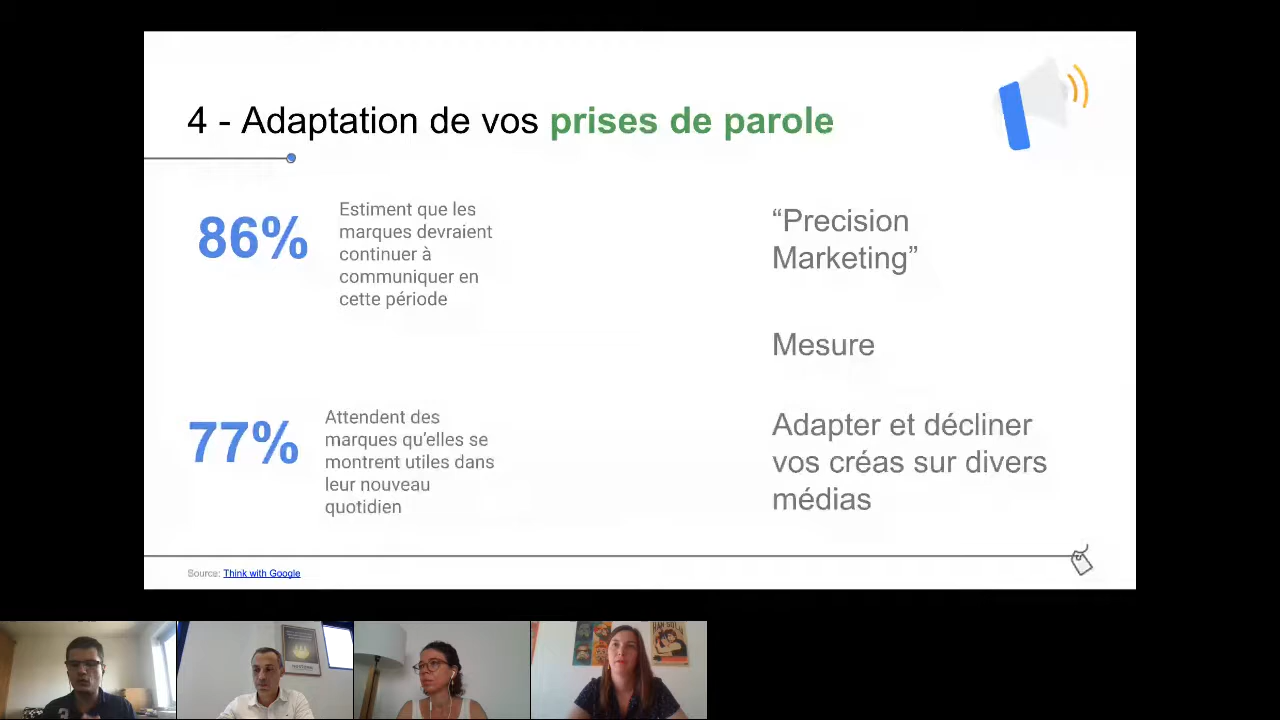 4 - Adaptation de vos prises de parole
86%
Estiment que les
marques devraient
continuer à
communiquer en
cette période
77%
Attendent des
marques qu'elles se
montrent utiles dans
leur nouveau
quotidien
“Precision
Marketing”
Mesure
Adapter et décliner
vos créas sur divers
médias
Source: Think with Google